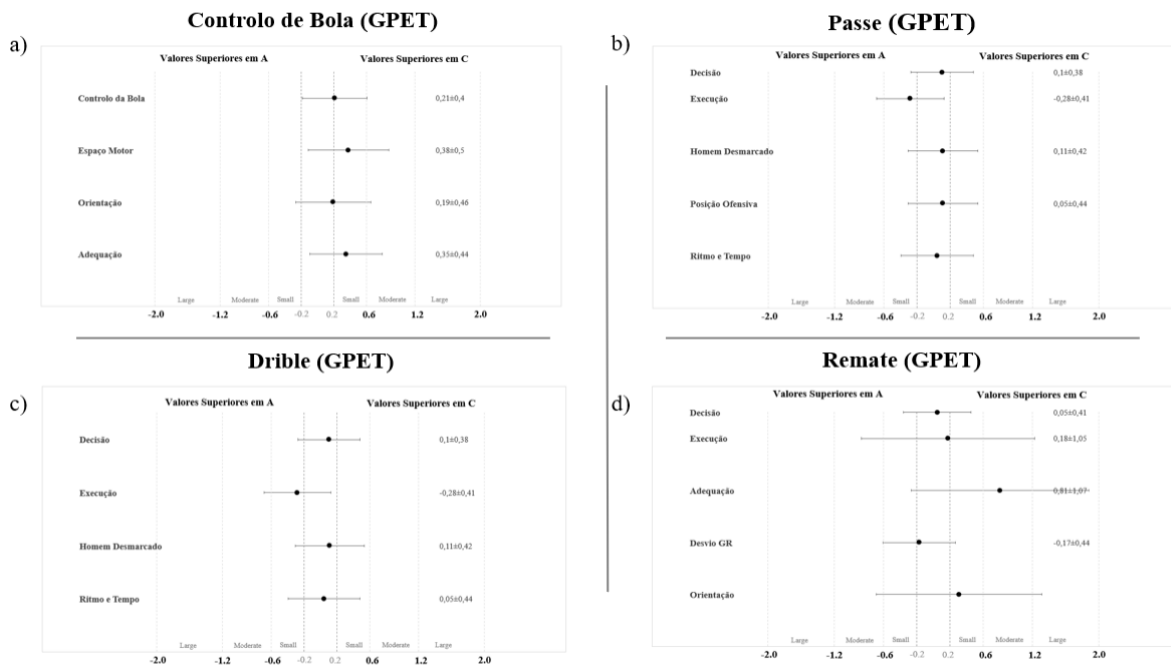 Controlo de Bola (GPET)
a)
Valores Superiores em A Valores Superiores em C
Controlo da Bola 0,21±0,4
Espaço Motor 0,38±0,5
Orientação 0,19±0,46
Adequação 0,35±0,44
Large Moderate Small Small Moderate Large
-2.0 -1.2 -0.6 -0.2 0.2 0.6 1.2 2.0
Passe (GPET)
b)
Valores Superiores em A Valores Superiores em C
Decisão 0,1±0,38
Execução -0,28±0,41
Homem Desmarcado 0,11±0,42
Posição Ofensiva 0,05±0,44
Ritmo e Tempo
Large Moderate Small Small Moderate Large
-2.0 -1.2 -0.6 -0.2 0.2 0.6 1.2 2.0
Drible (GPET)
c)
Valores Superiores em A Valores Superiores em C
Decisão 0,1±0,38
Execução -0,28±0,41
Homem Desmarcado 0,11±0,42
Ritmo e Tempo 0,05±0,44
Large Moderate Small Small Moderate Large
-2.0 -1.2 -0.6 -0.2 0.2 0.6 1.2 2.0
Remate (GPET)
d)
Valores Superiores em A Valores Superiores em C
Decisão 0,05±0,41
Execução 0,18±1,05
Adequação 0,81±1,07
Desvio GR -0,17±0,44
Orientação
Large Moderate Small Small Moderate Large
-2.0 -1.2 -0.6 -0.2 0.2 0.6 1.2 2.0